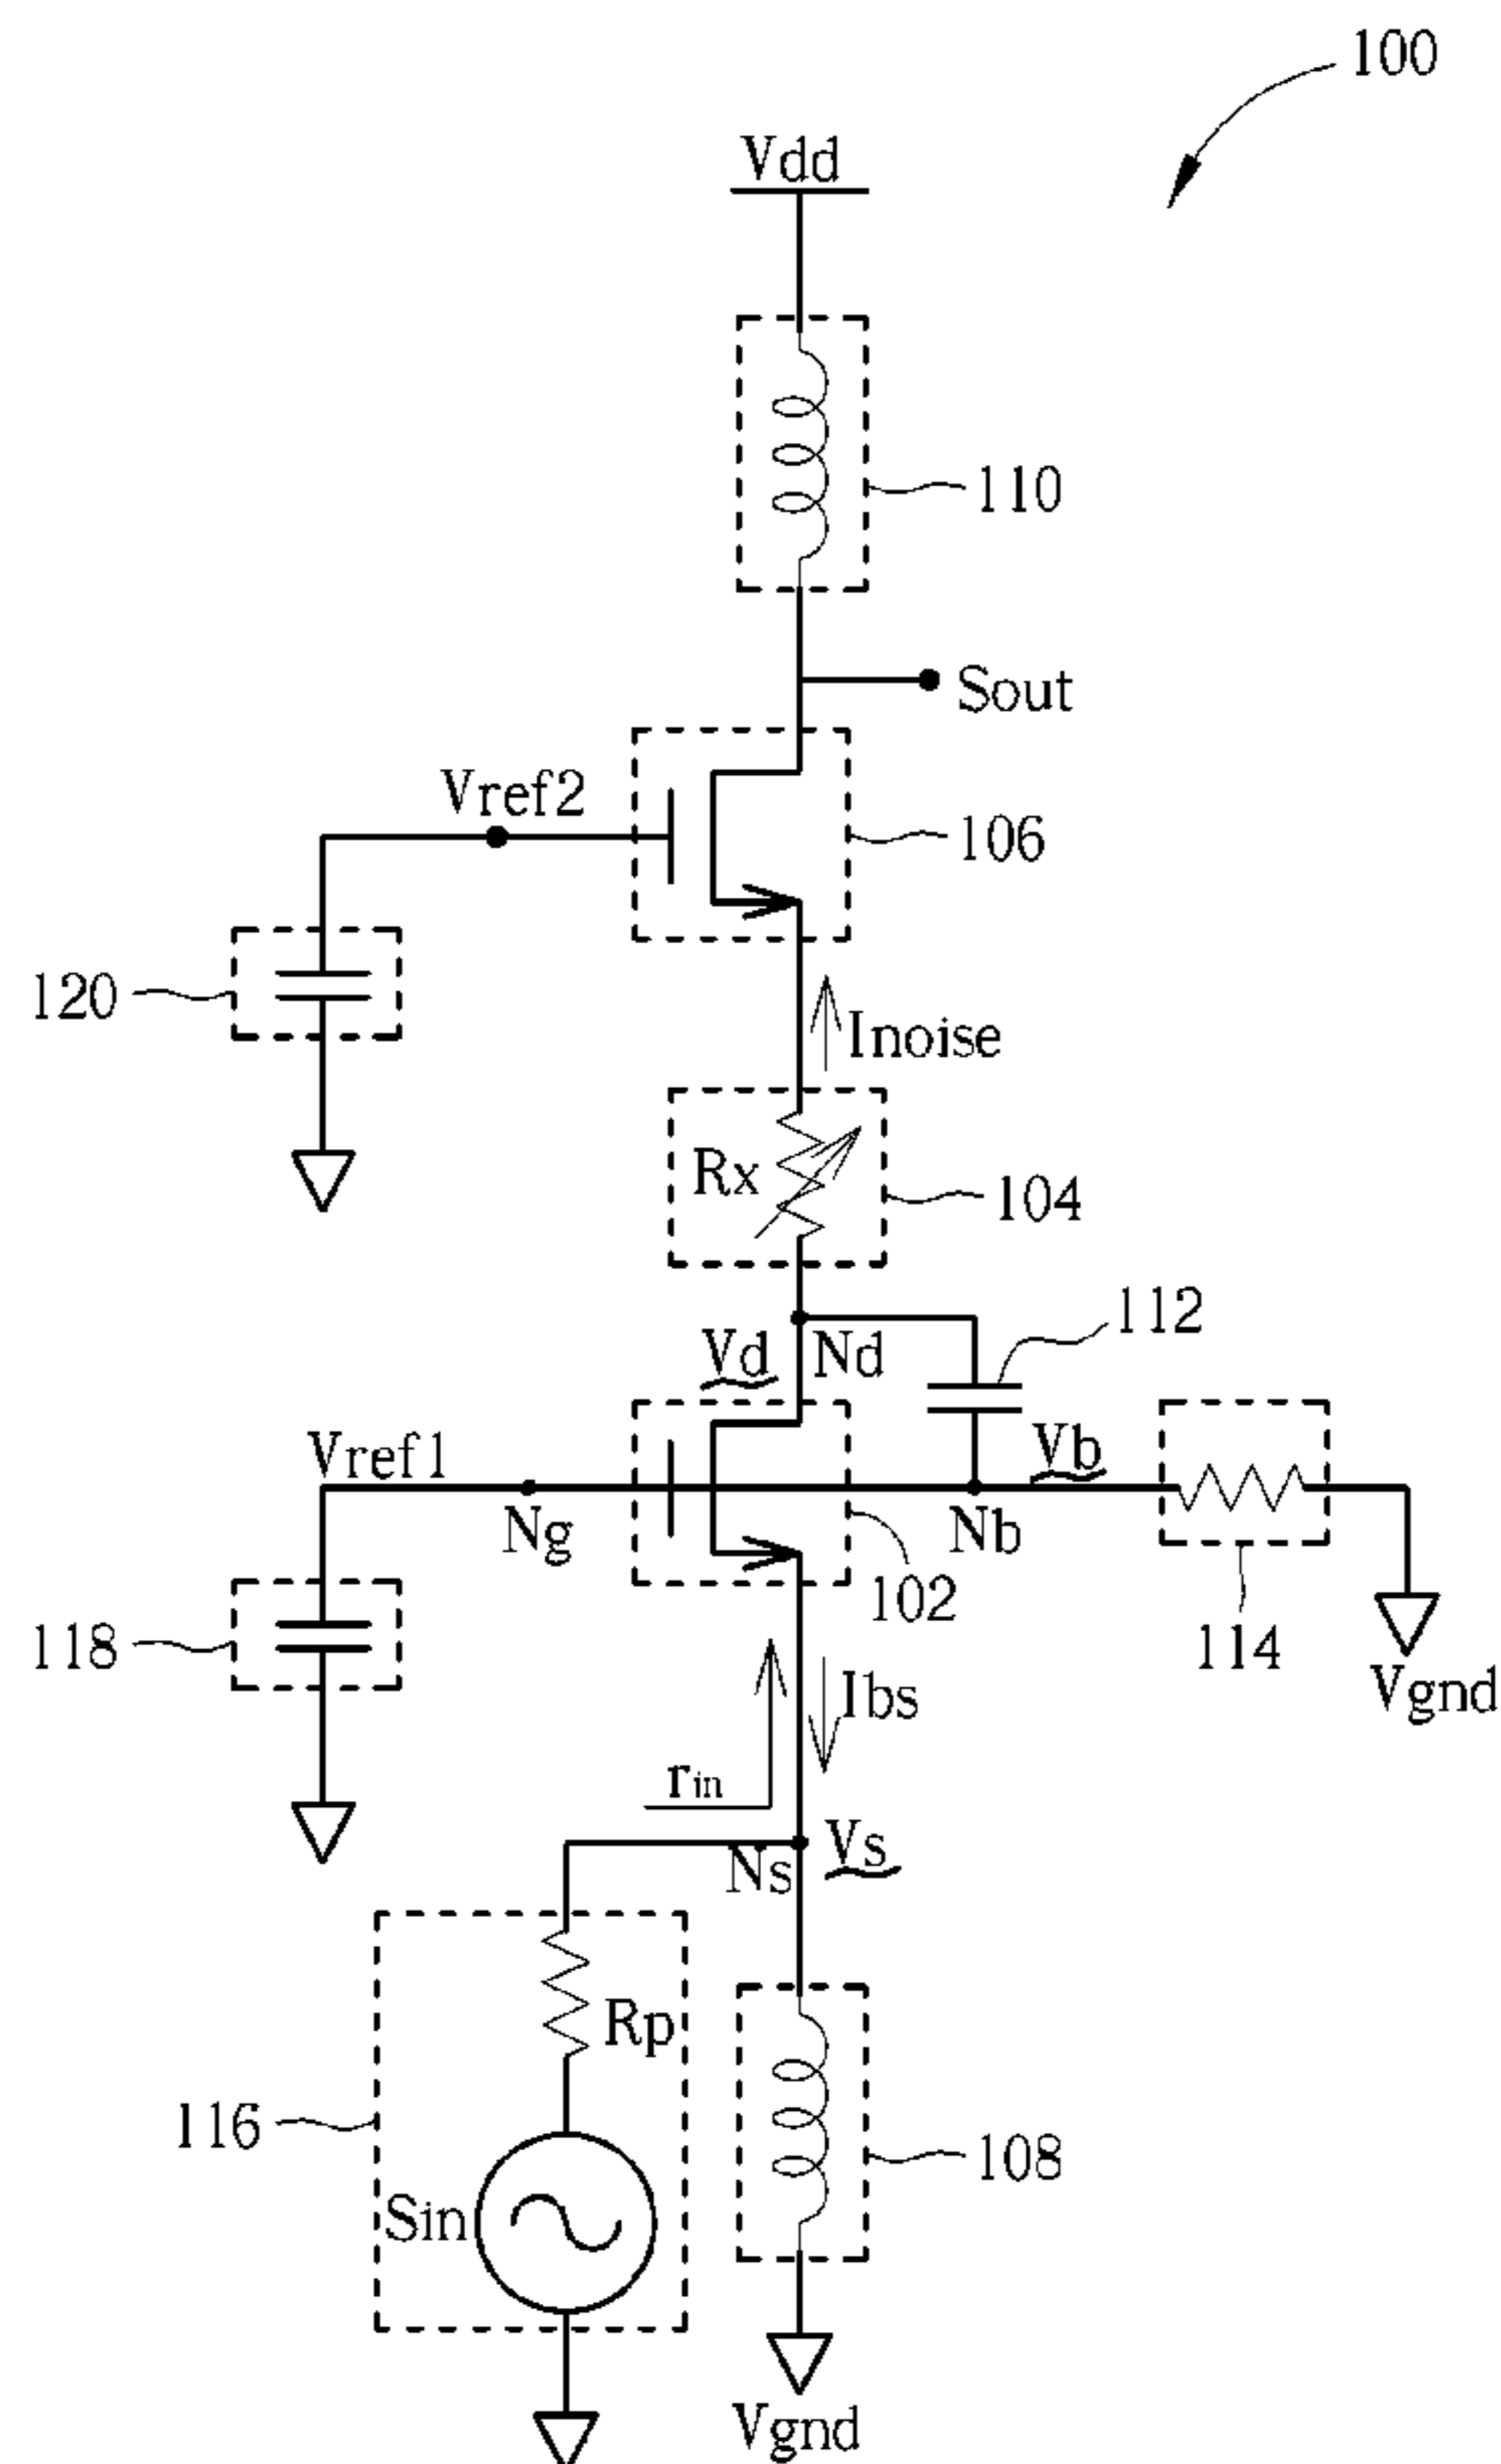 100
Vdd
110
Sout
Vref2
106
120
Inoise
Rx
104
112
Vd
Nd
Vref1
Vb
Ng
Nb
102
118
114
Vgnd
Ibs
rin
Vs
Ns
Rp
116
108
Sin
Vgnd